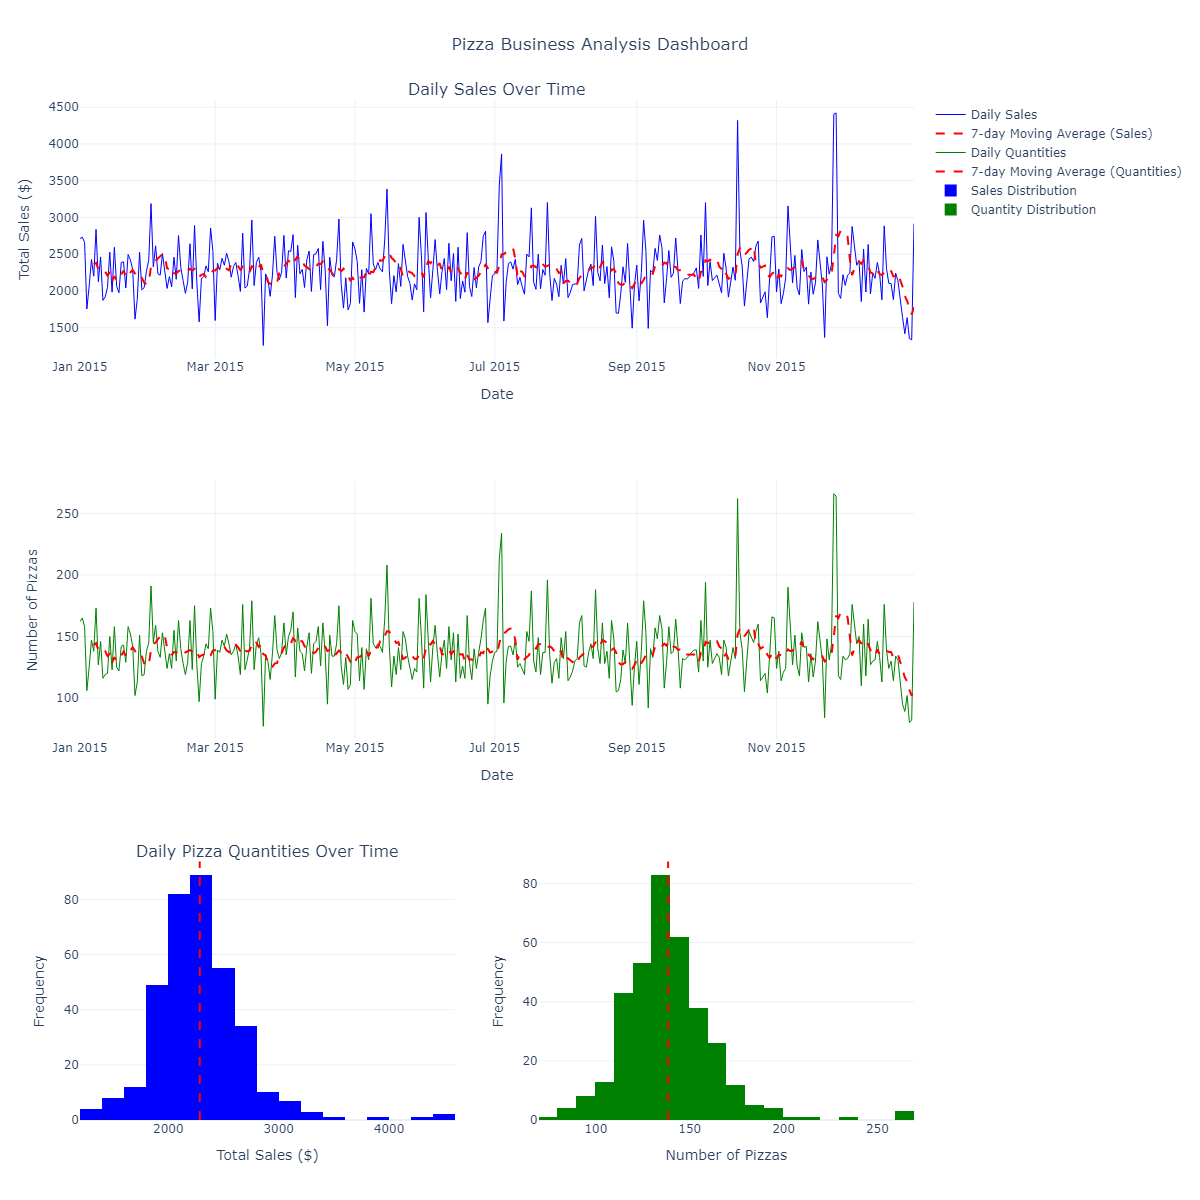 Pizza Business Analysis Dashboard
Daily Sales Over Time
4500
4000
3500
3000
2500
2000
1500
Total Sales ($)
Jan 2015 Mar 2015 May 2015 Jul 2015 Sep 2015 Nov 2015
Date
Daily Sales
7-day Moving Average (Sales)
Daily Quantities
7-day Moving Average (Quantities)
Sales Distribution
Quantity Distribution
250
200
150
100
Number of Pizzas
Jan 2015 Mar 2015 May 2015 Jul 2015 Sep 2015 Nov 2015
Date
Daily Pizza Quantities Over Time
80
60
40
20
0
Frequency
2000 3000 4000
Total Sales ($)
80
60
40
20
0
Frequency
100 150 200 250
Number of Pizzas